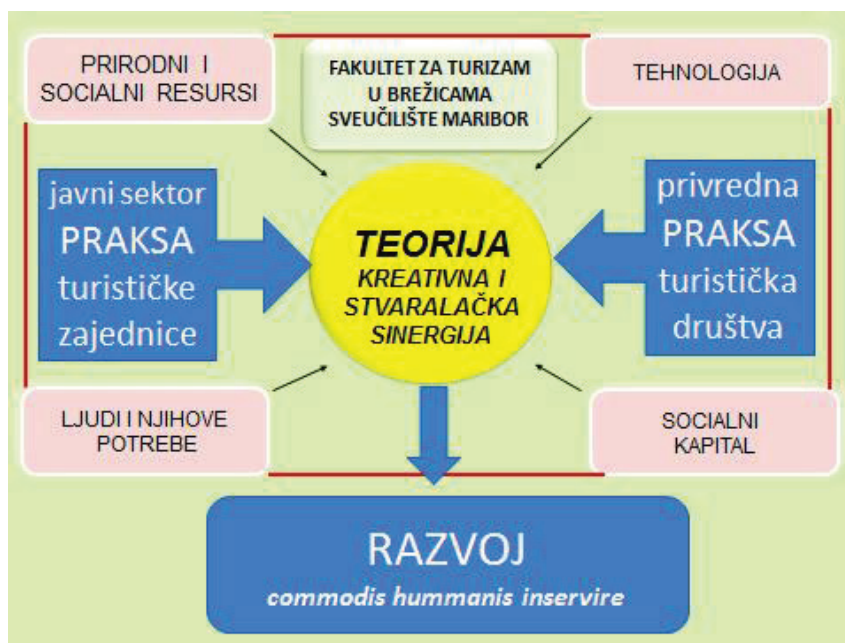 PRIRODNI I
SOCIALNI RESURSI
FAKULTET ZA TURIZAM
U BREŽICAMA
SVEUČILIŠTE MARIBOR
TEHNOLOGIJA
javni sektor
PRAKSA
turističke
zajednice
TEORIJA
KREATIVNA I
STVARALAČKA
SINERGIJA
privredna
PRAKSA
turistička
društva
LJUDI I NJIHOVE
POTREBE
SOCIALNI
KAPITAL
RAZVOJ
commodis hummanis inservire